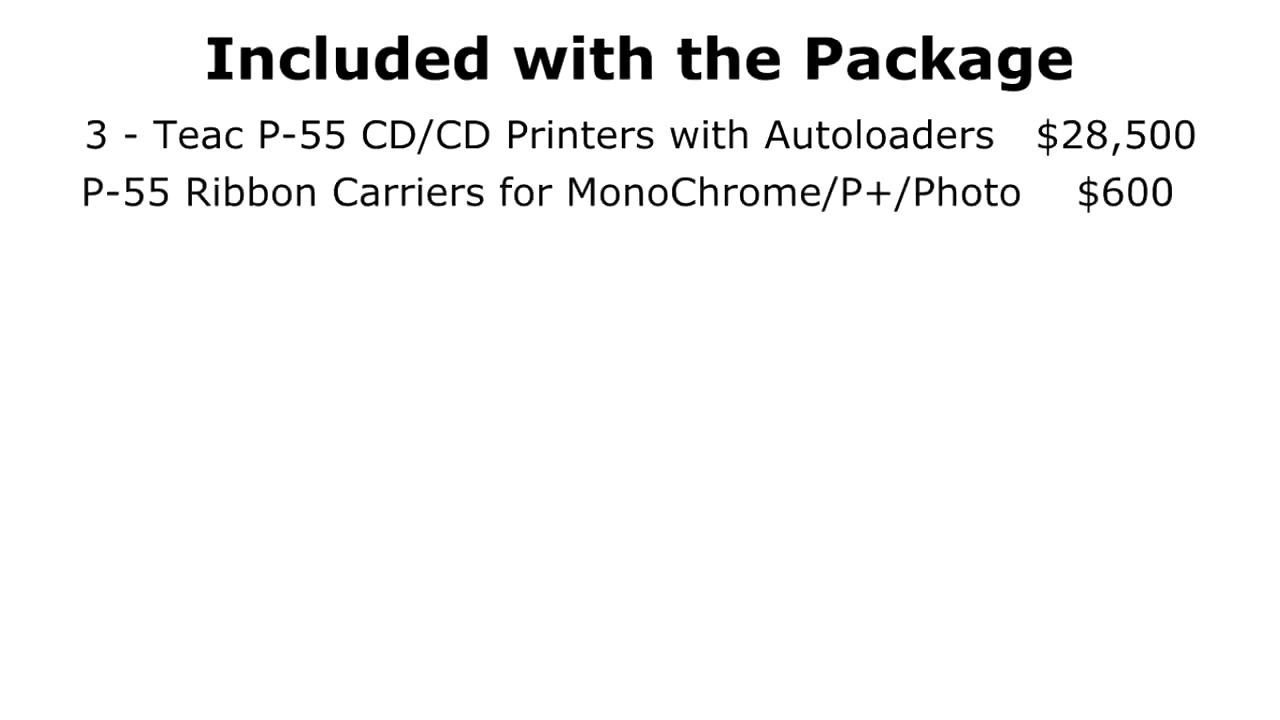 Included with the Package
3 - Teac P-55 CD/CD Printers with Autoloaders $28,500
P-55 Ribbon Carriers for MonoChrome/P+/Photo $600